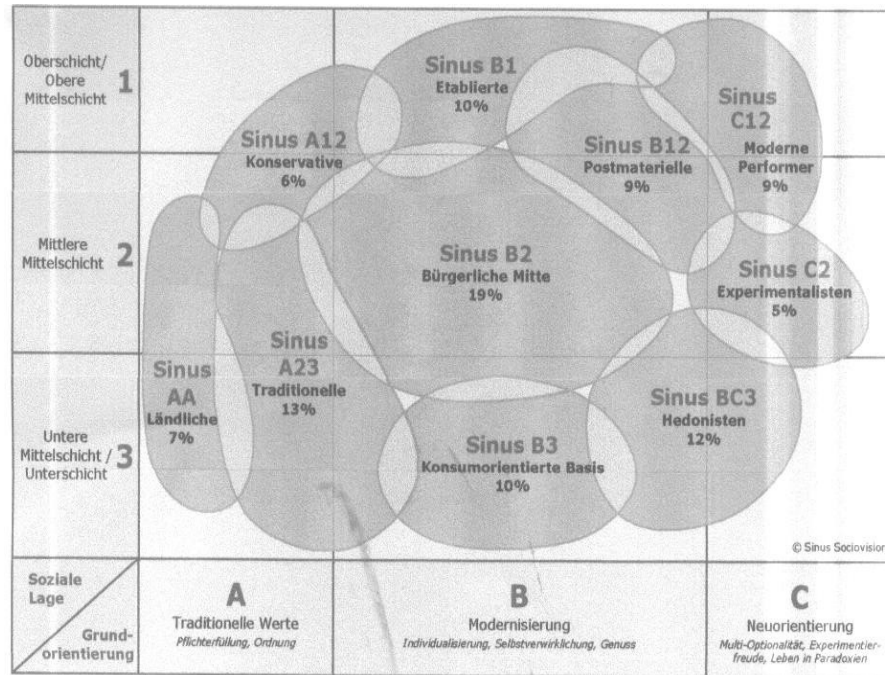 Oberschicht/
Obere
Mittelschicht
1
Mittlere
Mittelschicht
2
Untere
Mittelschicht /
Unterschicht
3
Sinus B1
Etablierte
10%
Sinus
C12
Moderne
Performer
9%
Sinus A12
Konservative
6%
Sinus B12
Postmaterielle
9%
Sinus B2
Bürgerliche Mitte
19%
Sinus C2
Experimentalisten
5%
Sinus
AA
Ländliche
7%
Sinus
A23
Traditionelle
13%
Sinus B3
Konsumorientierte Basis
10%
Sinus BC3
Hedonisten
12%
© Sinus Sociovision
Soziale
Lage
Grund-
orientierung
A
Traditionelle Werte
Pflichterfüllung, Ordnung
B
Modernisierung
Individualisierung, Selbstverwirklichung, Genuss
C
Neuorientierung
Multi-Optionalität, Experimentier-
freude, Leben in Paradoxien